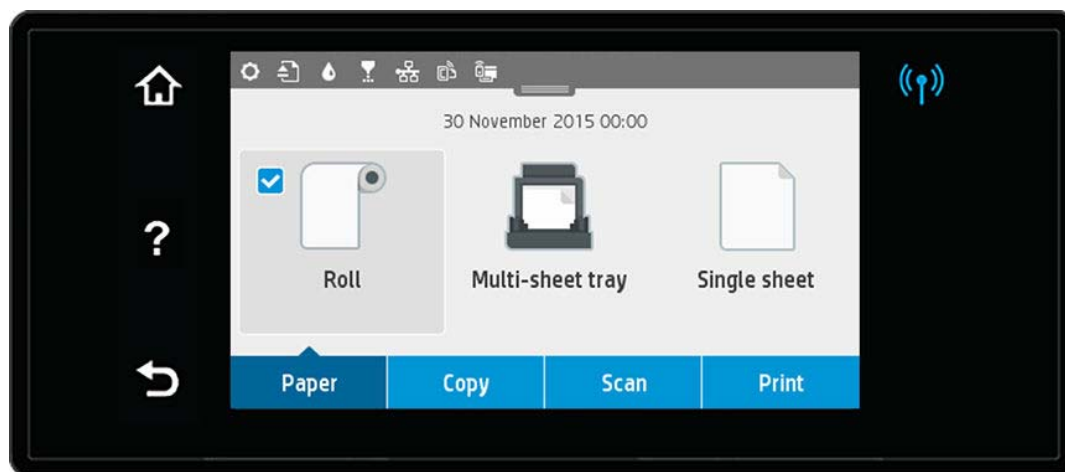 30 November 2015 00:00
Roll
Multi-sheet tray
Single sheet
?
Paper
Copy
Scan
Print